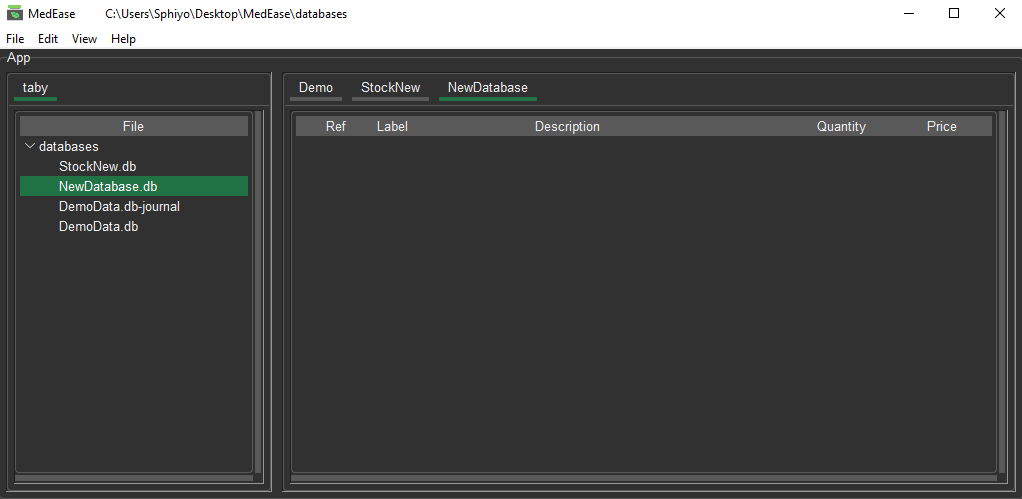 MedEase C:\Users\Sphiyo\Desktop\MedEase\databases
File Edit View Help
App
taby
Demo StockNew NewDatabase
File
databases
StockNew.db
NewDatabase.db
DemoData.db-journal
DemoData.db
Ref Label Description Quantity Price